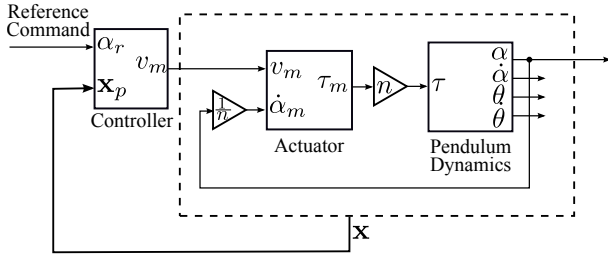 Reference
Command
α_r
v_m
𝐱_p
Controller
v_m
α̇_m
τ_m
Actuator
1/n
n
τ
α
α̇
θ
θ̇
Pendulum
Dynamics
𝐱